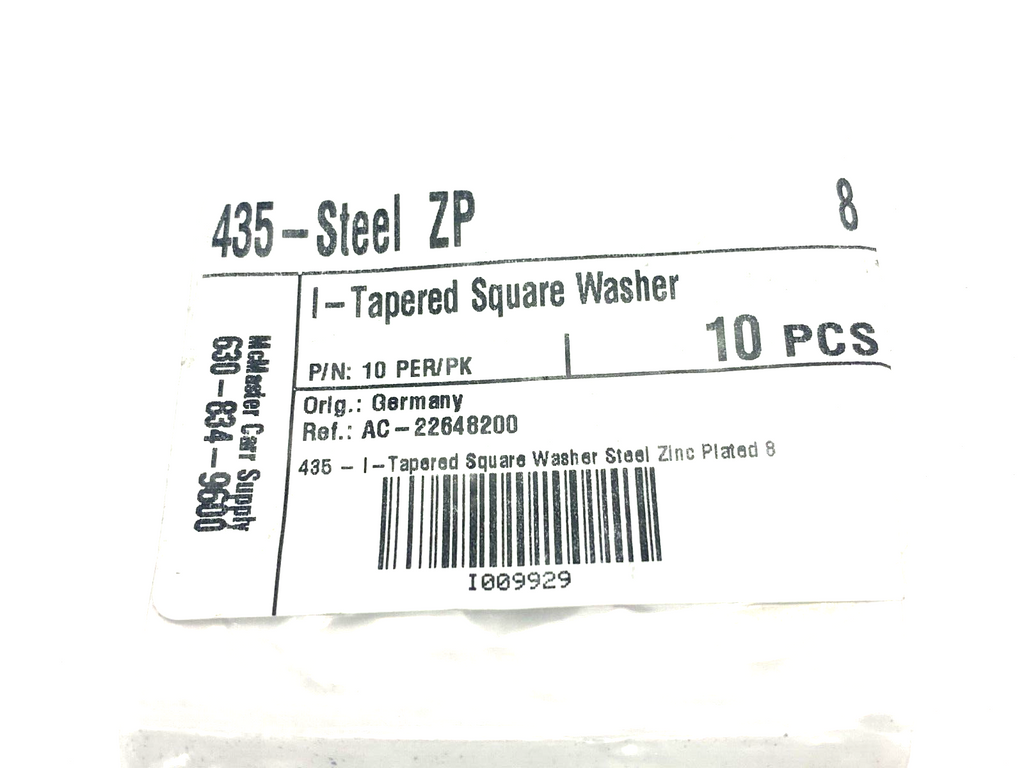 435-Steel ZP 8
I-Tapered Square Washer
P/N: 10 PER/PK
10 PCS
Orig.: Germany
Ref.: AC-22648200
435 - I-Tapered Square Washer Steel Zinc Plated 8
I009929
McMaster Carr Supply
630-834-9600